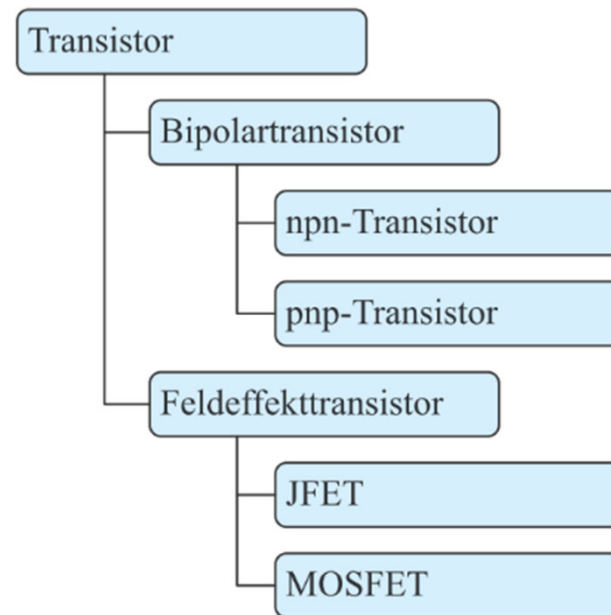 Transistor
Bipolartransistor
npn-Transistor
pnp-Transistor
Feldeffekttransistor
JFET
MOSFET